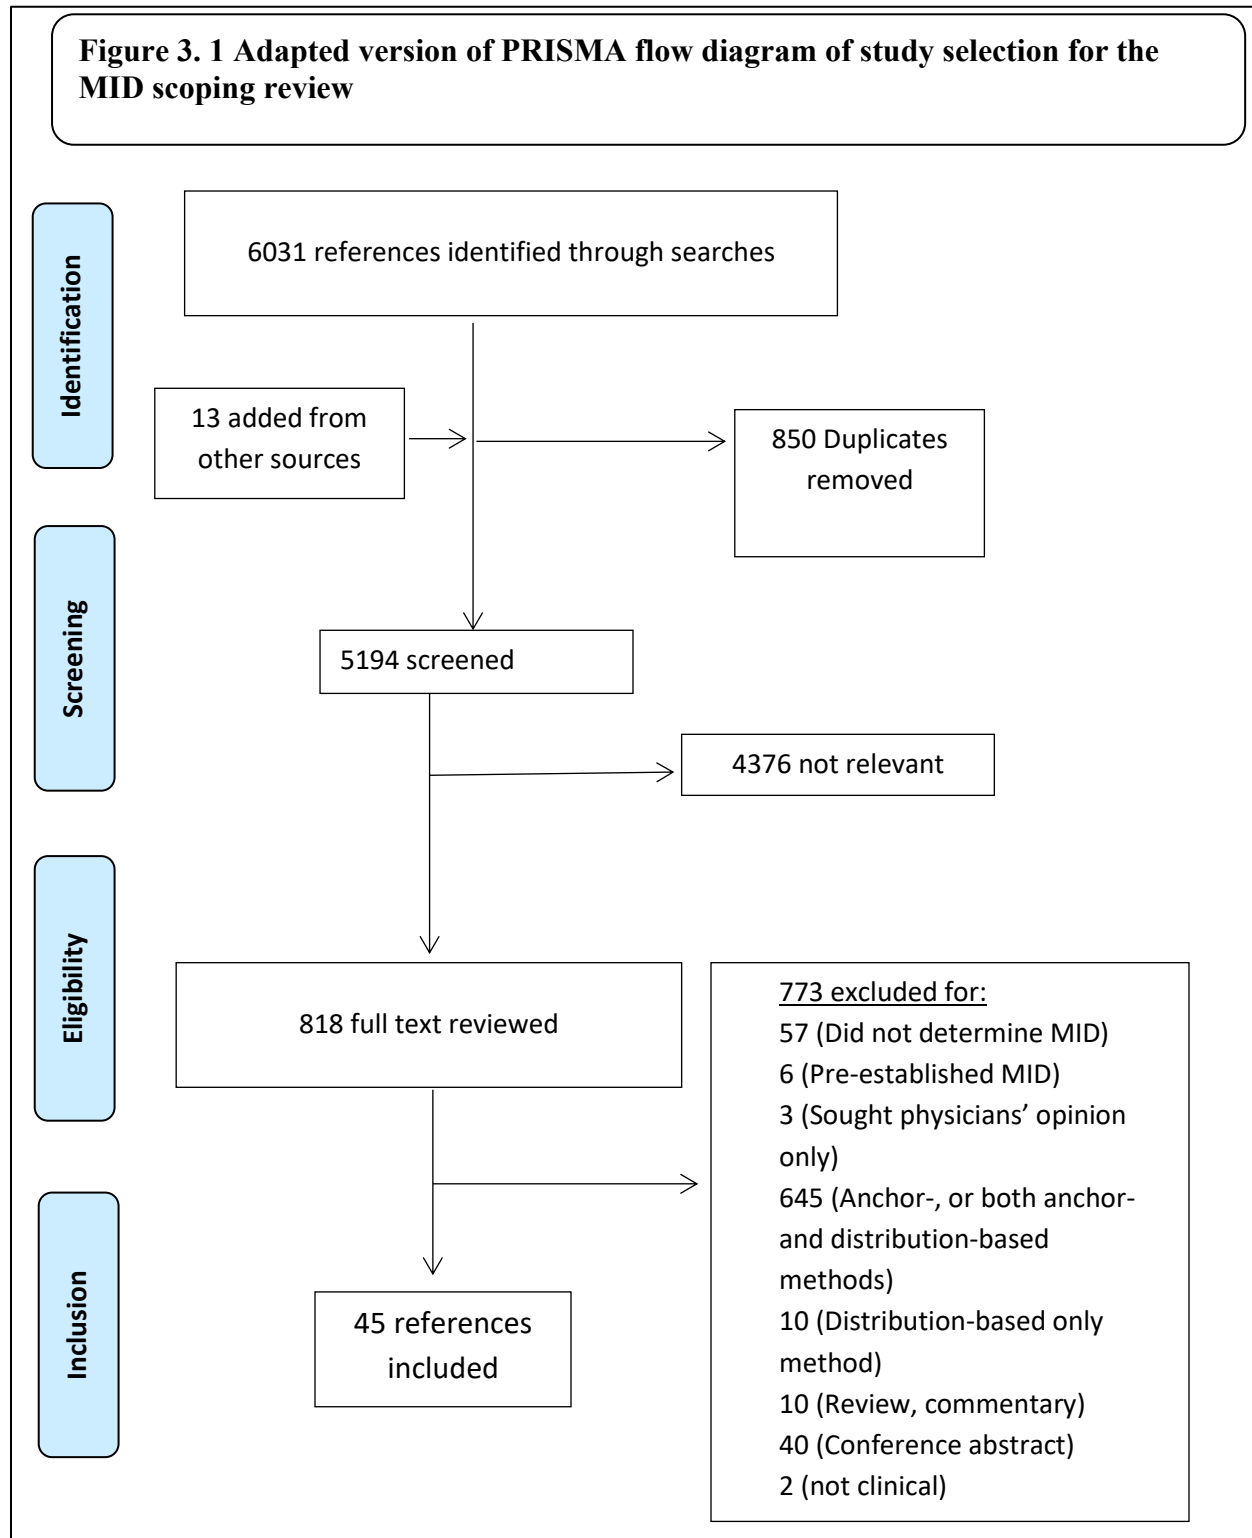 Figure 3. 1 Adapted version of PRISMA flow diagram of study selection for the
MID scoping review
Identification
6031 references identified through searches
13 added from
other sources
850 Duplicates
removed
Screening
5194 screened
4376 not relevant
Eligibility
818 full text reviewed
773 excluded for:
57 (Did not determine MID)
6 (Pre-established MID)
3 (Sought physicians’ opinion
only)
645 (Anchor-, or both anchor-
and distribution-based
methods)
10 (Distribution-based only
method)
10 (Review, commentary)
40 (Conference abstract)
2 (not clinical)
Inclusion
45 references
included